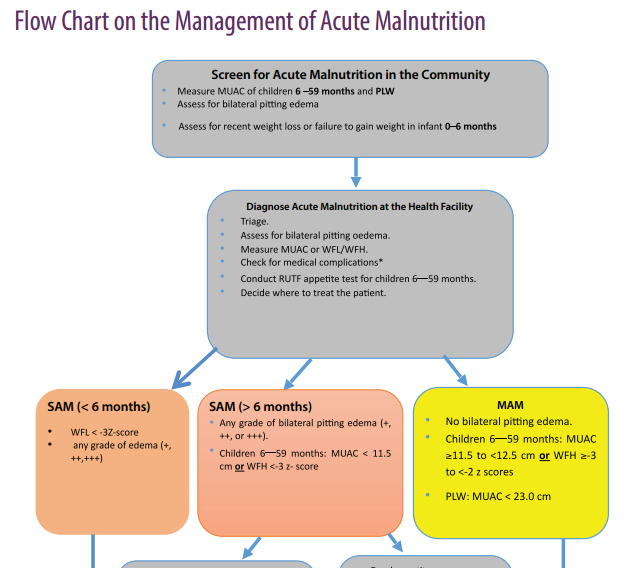 Flow Chart on the Management of Acute Malnutrition
Screen for Acute Malnutrition in the Community
Measure MUAC of children 6 –59 months and PLW
Assess for bilateral pitting edema
Assess for recent weight loss or failure to gain weight in infant 0–6 months
Diagnose Acute Malnutrition at the Health Facility
Triage.
Assess for bilateral pitting oedema.
Measure MUAC or WFL/WFH.
Check for medical complications*
Conduct RUTF appetite test for children 6—59 months.
Decide where to treat the patient.
SAM (< 6 months)
WFL < -3Z-score
any grade of edema (+,
++,+++)
SAM (> 6 months)
Any grade of bilateral pitting edema (+,
++, or +++).
Children 6—59 months: MUAC < 11.5
cm or WFH <-3 z- score
MAM
No bilateral pitting edema.
Children 6—59 months: MUAC
≥11.5 to <12.5 cm or WFH ≥-3
to <-2 z scores
PLW: MUAC < 23.0 cm